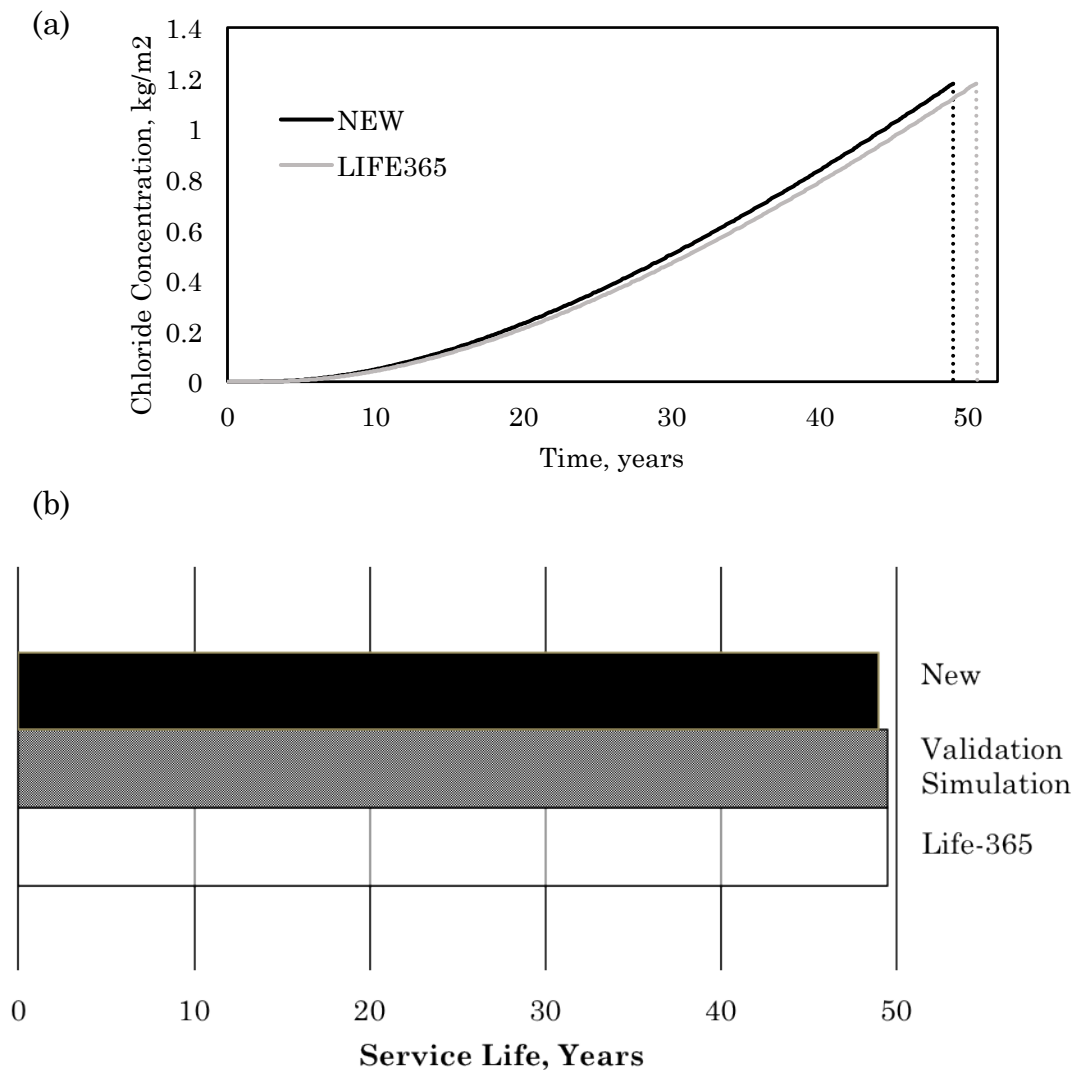 (a)
Chloride Concentration, kg/m2
1.4
1.2
1
0.8
0.6
0.4
0.2
0
NEW
LIFE365
0 10 20 30 40 50
Time, years
(b)
New
Validation
Simulation
Life-365
0 10 20 30 40 50
Service Life, Years